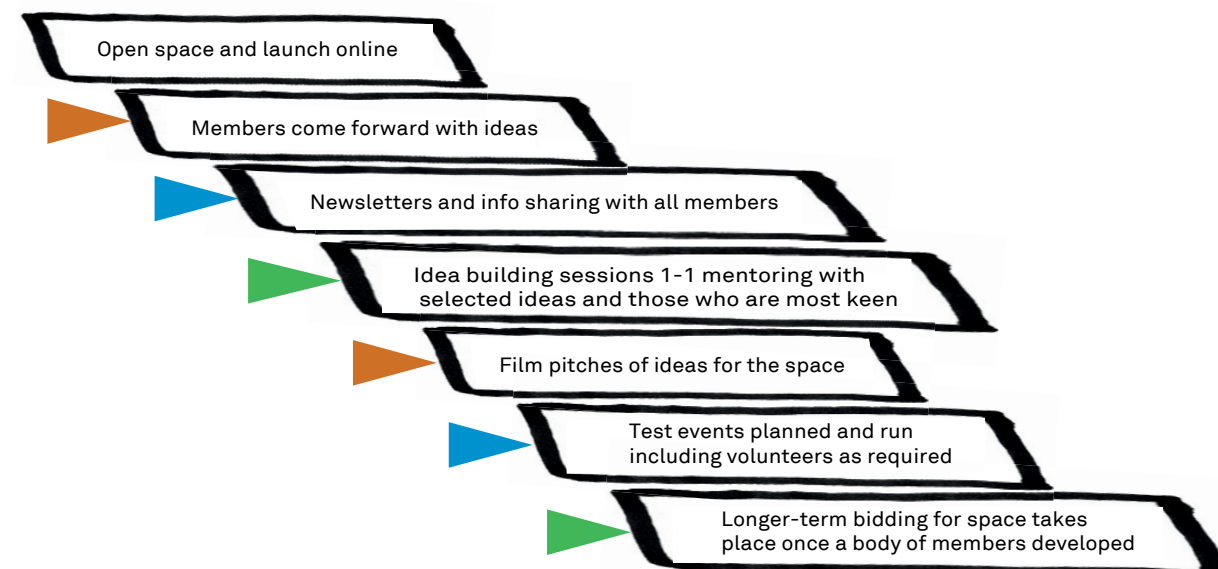 Open space and launch online
Members come forward with ideas
Newsletters and info sharing with all members
Idea building sessions 1-1 mentoring with
selected ideas and those who are most keen
Film pitches of ideas for the space
Test events planned and run
including volunteers as required
Longer-term bidding for space takes
place once a body of members developed